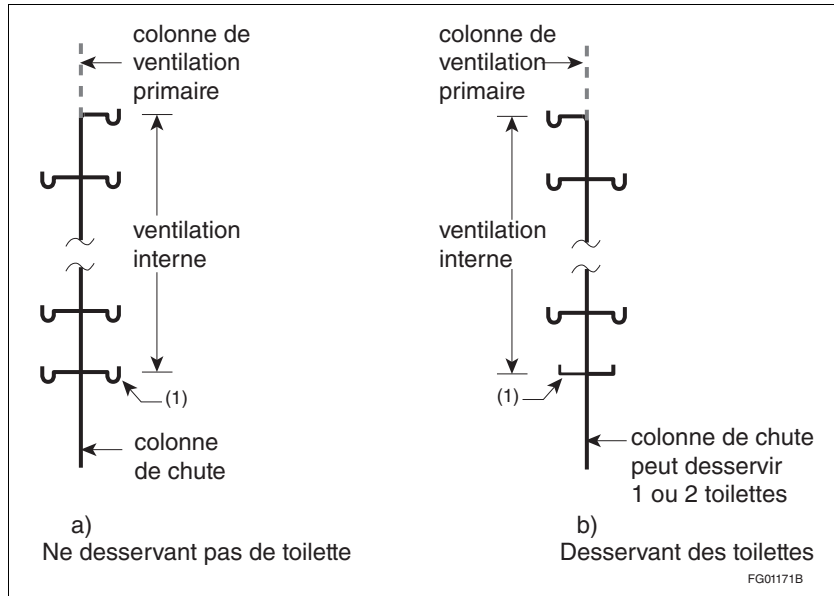 colonne de
ventilation
primaire
ventilation
interne
(1)
colonne
de chute
a)
Ne desservant pas de toilette
colonne de
ventilation
primaire
ventilation
interne
(1)
colonne de chute
peut desservir
1 ou 2 toilettes
b)
Desservant des toilettes
FG01171B